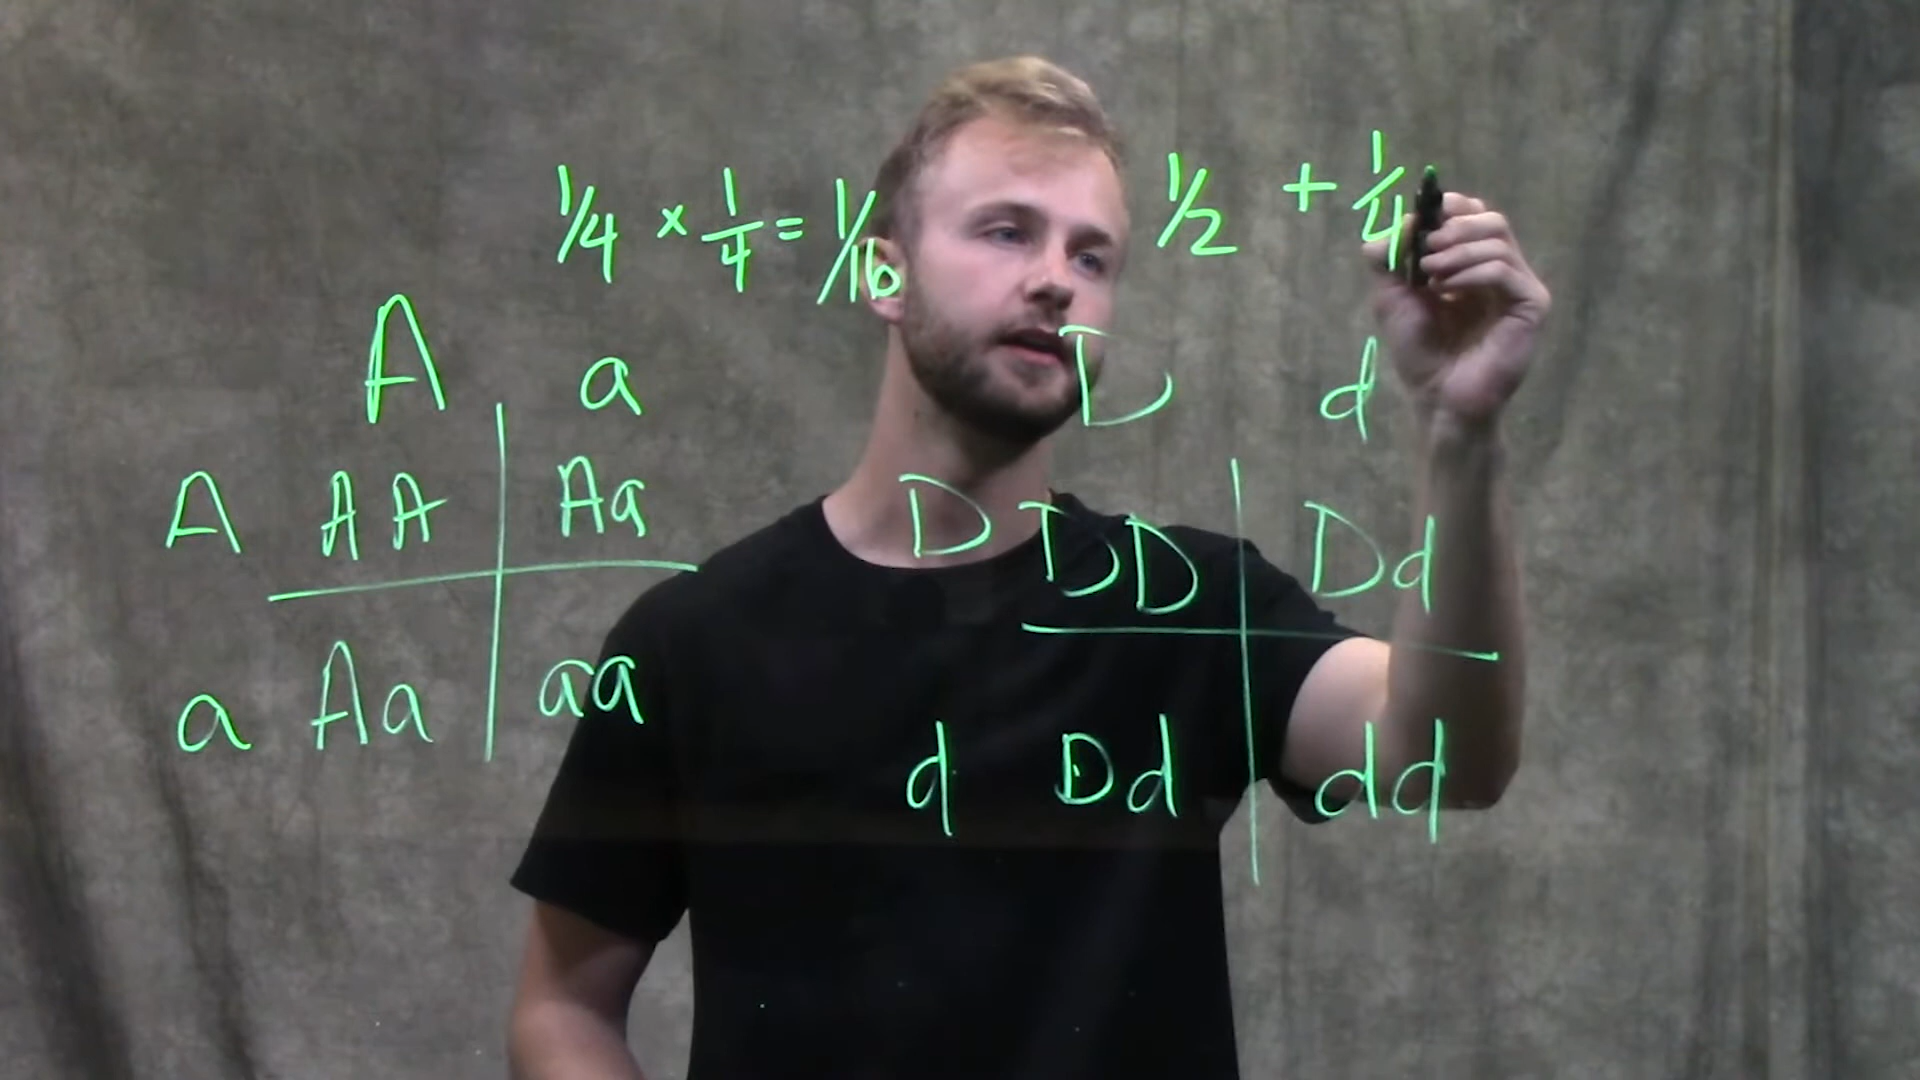 1/4 × 1/4 = 1/16
1/2 + 1/4
A a
A AA Aa
a Aa aa
D d
D DD Dd
d Dd dd